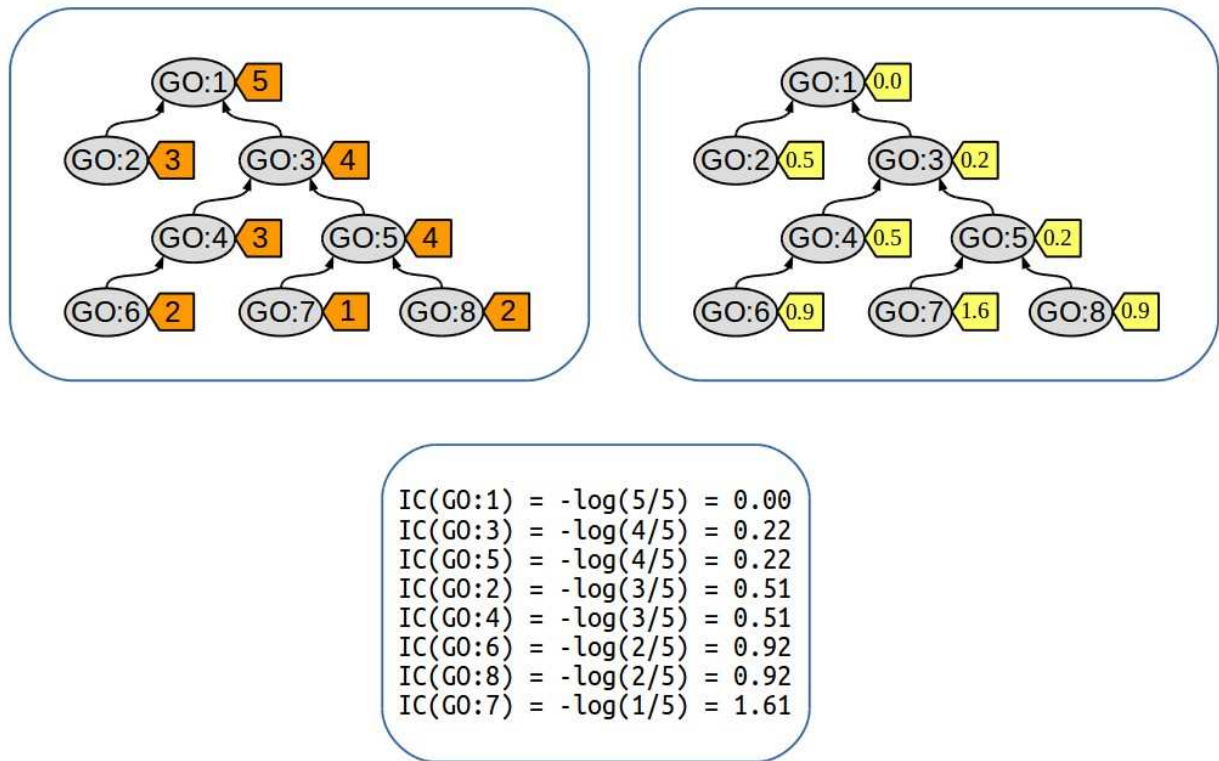 GO:1 5
GO:2 3 GO:3 4
GO:4 3 GO:5 4
GO:6 2 GO:7 1 GO:8 2
GO:1 0.0
GO:2 0.5 GO:3 0.2
GO:4 0.5 GO:5 0.2
GO:6 0.9 GO:7 1.6 GO:8 0.9
IC(GO:1) = -log(5/5) = 0.00
IC(GO:3) = -log(4/5) = 0.22
IC(GO:5) = -log(4/5) = 0.22
IC(GO:2) = -log(3/5) = 0.51
IC(GO:4) = -log(3/5) = 0.51
IC(GO:6) = -log(2/5) = 0.92
IC(GO:8) = -log(2/5) = 0.92
IC(GO:7) = -log(1/5) = 1.61